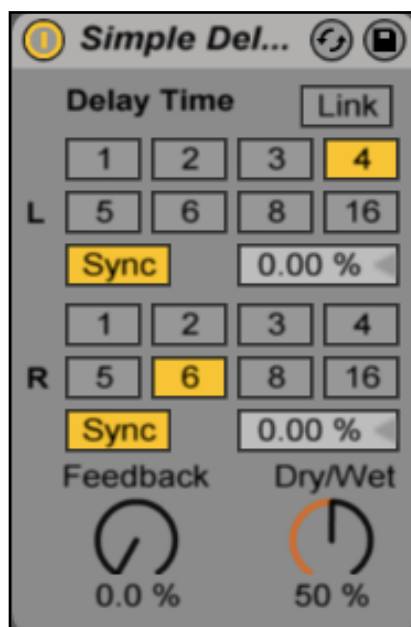 Simple Del...
Delay Time Link
1 2 3 4
L 5 6 8 16
Sync 0.00 %
1 2 3 4
R 5 6 8 16
Sync 0.00 %
Feedback Dry/Wet
0.0 % 50 %